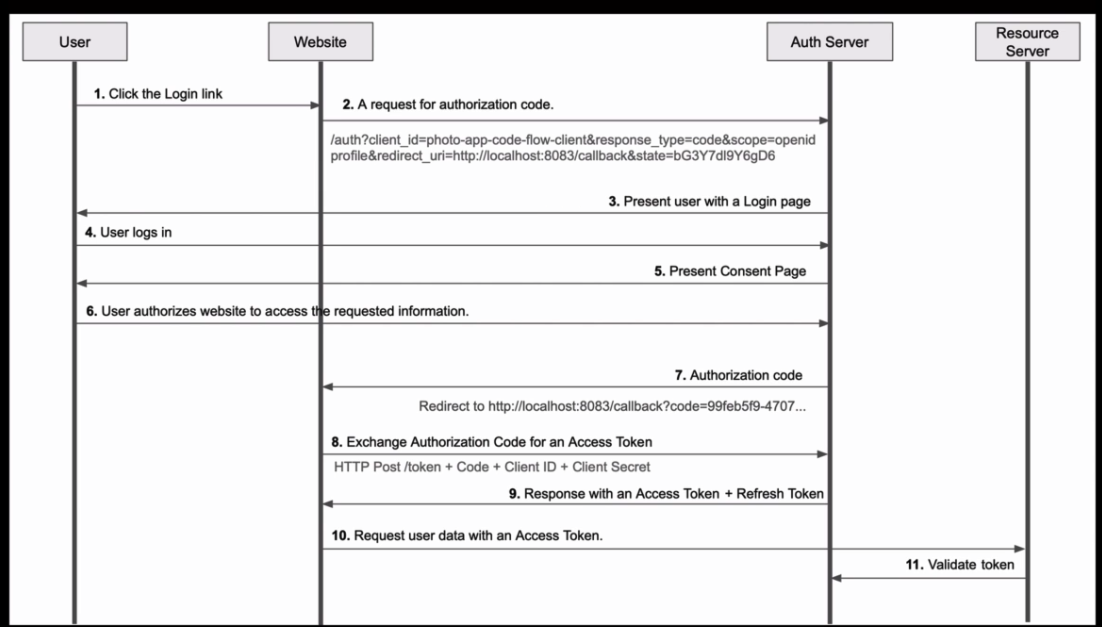 User
Website
Auth Server
Resource
Server
1. Click the Login link
2. A request for authorization code.
/auth?client_id=photo-app-code-flow-client&response_type=code&scope=openid
profile&redirect_uri=http://localhost:8083/callback&state=bG3Y7dl9Y6gD6
3. Present user with a Login page
4. User logs in
5. Present Consent Page
6. User authorizes website to access the requested information.
7. Authorization code
Redirect to http://localhost:8083/callback?code=99feb5f9-4707...
8. Exchange Authorization Code for an Access Token
HTTP Post /token + Code + Client ID + Client Secret
9. Response with an Access Token + Refresh Token
10. Request user data with an Access Token.
11. Validate token